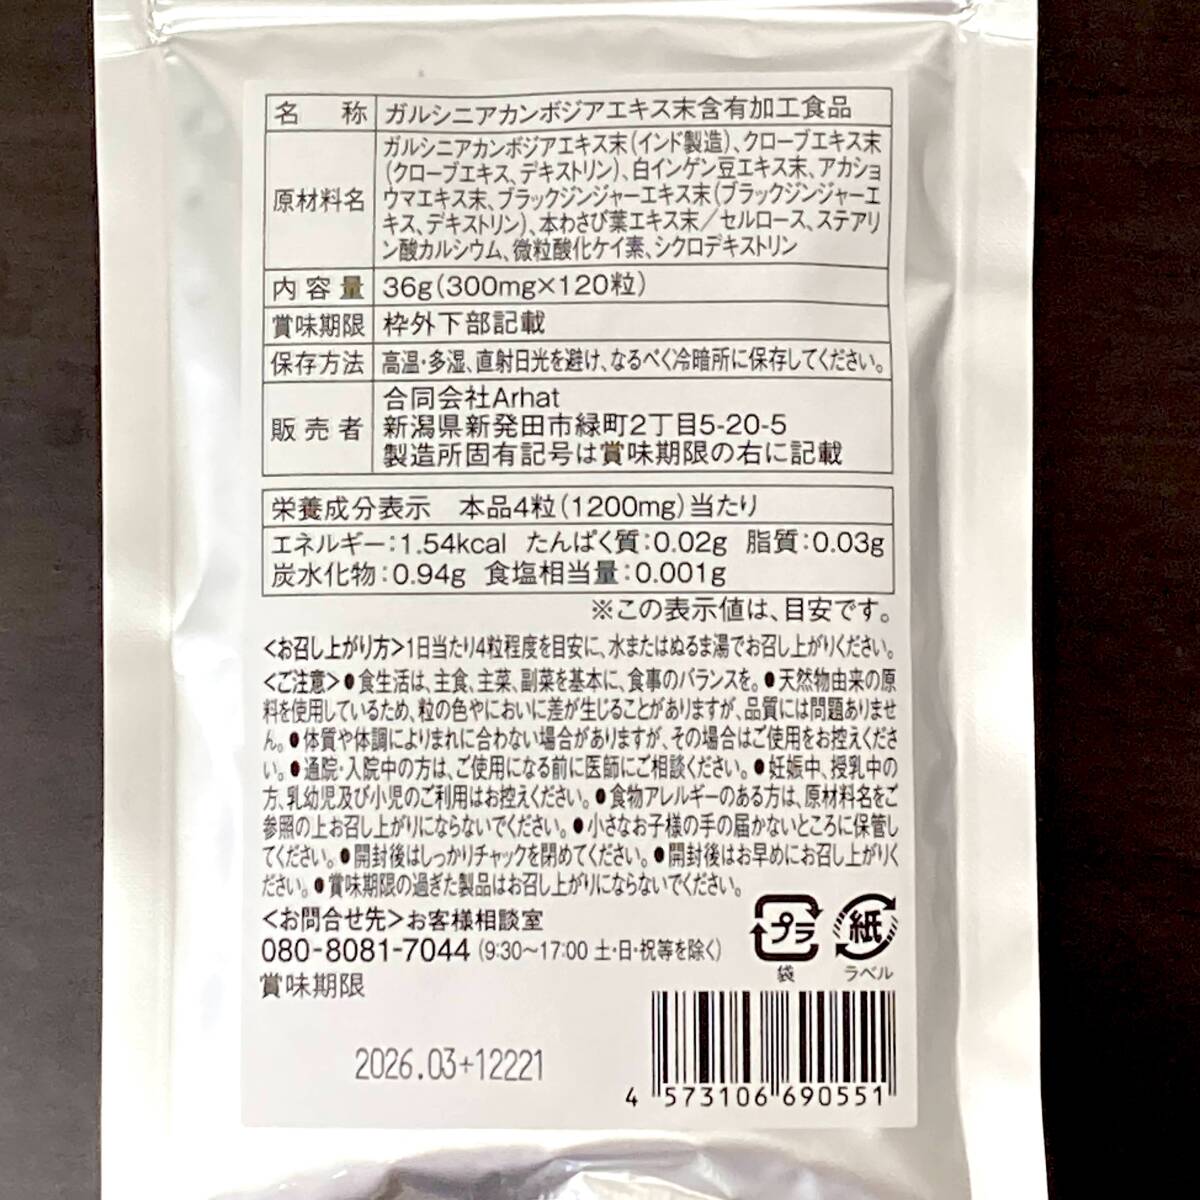 名称 ガルシニアカンボジアエキス末含有加工食品
原材料名 ガルシニアカンボジアエキス末(インド製造)、クローブエキス末
(クローブエキス、デキストリン)、白インゲン豆エキス末、アカショ
ウマエキス末、ブラックジンジャーエキス末(ブラックジンジャーエ
キス、デキストリン)、本わさび葉エキス末/セルロース、ステアリ
ン酸カルシウム、微粒酸化ケイ素、シクロデキストリン
内容量 36g(300mg×120粒)
賞味期限 枠外下部記載
保存方法 高温・多湿、直射日光を避け、なるべく冷暗所に保存してください。
販売者 合同会社Arhat
新潟県新発田市緑町2丁目5-20-5
製造所固有記号は賞味期限の右に記載
栄養成分表示 本品4粒(1200mg)当たり
エネルギー:1.54kcal たんぱく質:0.02g 脂質:0.03g
炭水化物:0.94g 食塩相当量:0.001g
※この表示値は、目安です。
<お召し上がり方>1日当たり4粒程度を目安に、水またはぬるま湯でお召し上がりください。
<ご注意>●食生活は、主食、主菜、副菜を基本に、食事のバランスを。●天然物由来の原
料を使用しているため、粒の色やにおいに差が生じることがありますが、品質には問題ありませ
ん。●体質や体調によりまれに合わない場合がありますが、その場合はご使用をお控えくださ
い。●通院・入院中の方は、ご使用になる前に医師にご相談ください。●妊娠中、授乳中の
方、乳幼児及び小児のご利用はお控えください。●食物アレルギーのある方は、原材料名をご
参照の上お召し上がりにならないでください。●小さなお子様の手の届かないところに保管し
てください。●開封後はしっかりチャックを閉めてください。●開封後はお早めにお召し上がりく
ださい。●賞味期限の過ぎた製品はお召し上がりにならないでください。
<お問合せ先>お客様相談室
080-8081-7044 (9:30〜17:00 土・日・祝等を除く)
賞味期限
プラ
袋
紙
ラベル
2026.03+12221
4 573106 690551